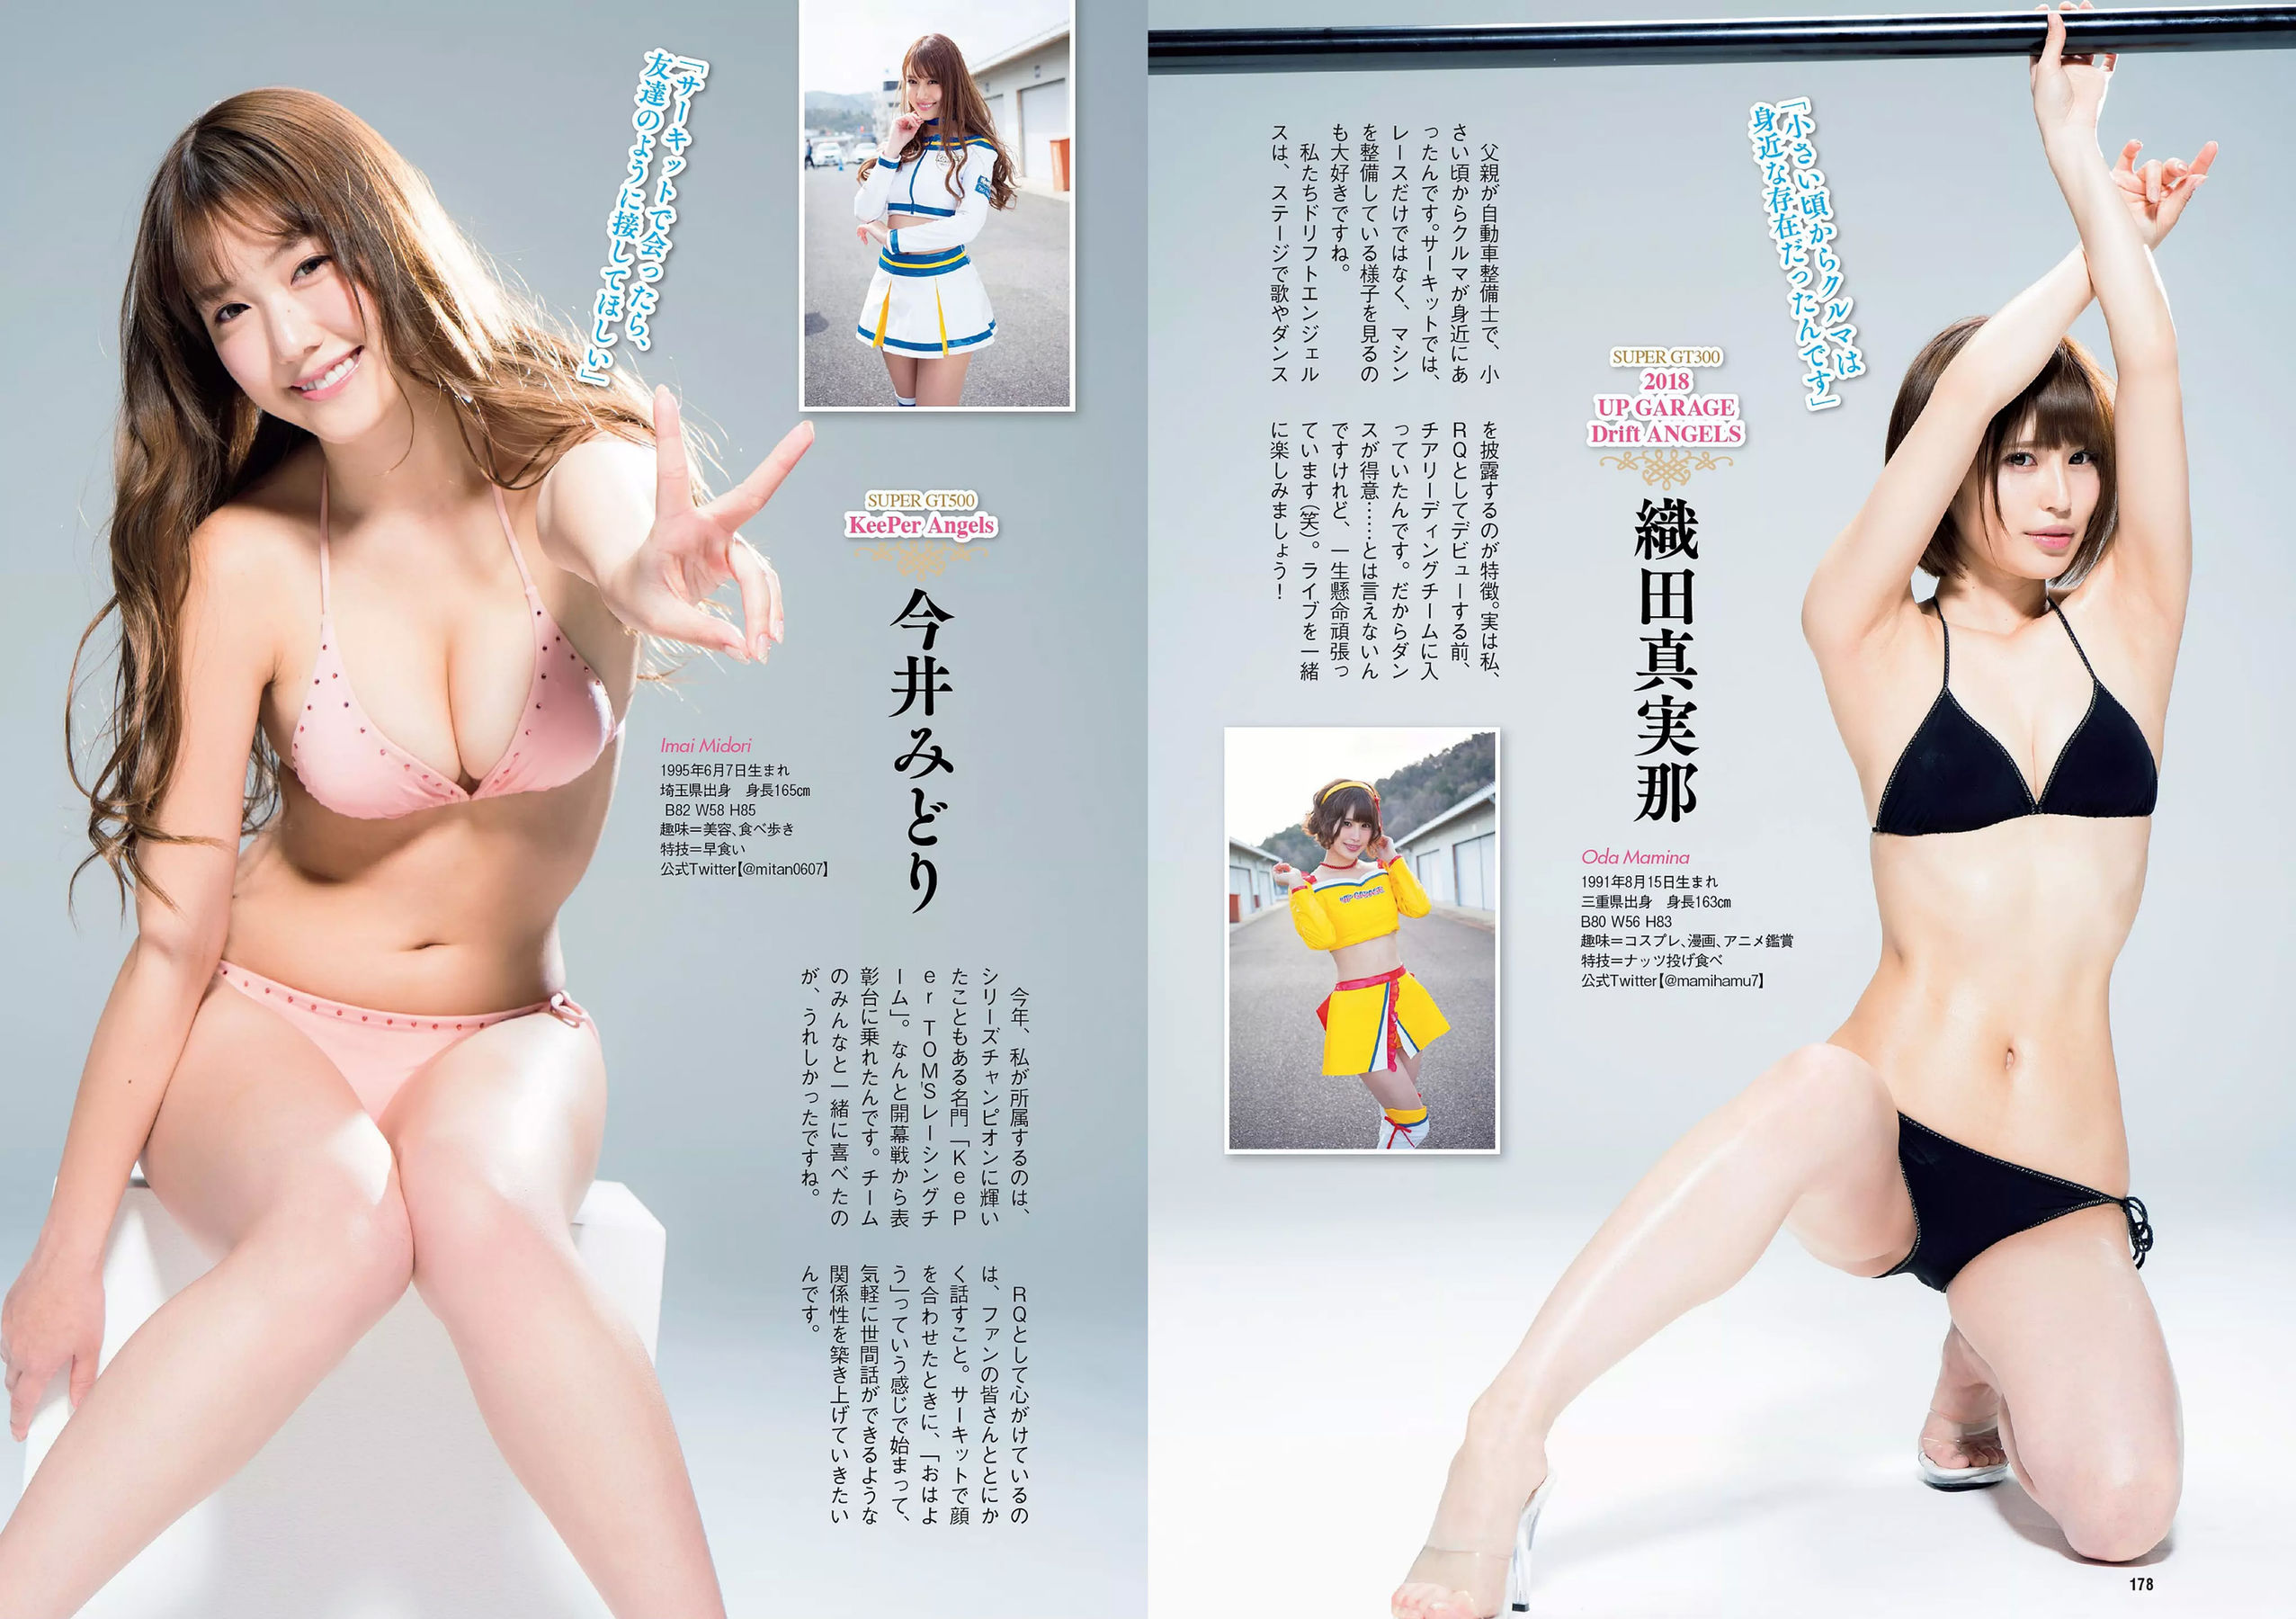 「小さい頃からクルマは
身近な存在だったんです」
SUPER GT300
2018
UP GARAGE
Drift ANGELS
織田真実那
Oda Mamina
1991年8月15日生まれ
三重県出身　身長163㎝
B80 W56 H83
趣味＝コスプレ、漫画、アニメ鑑賞
特技＝ナッツ投げ食べ
公式Twitter【@mamihamu7】
父親が自動車整備士で、小
さい頃からクルマが身近にあ
ったんです。サーキットでは、
レースだけではなく、マシン
を整備している様子を見るの
も大好きですね。
私たちドリフトエンジェル
スは、ステージで歌やダンス
を披露するのが特徴。実は私、
RQとしてデビューする前、
チアリーディングチームに入
っていたんです。だからダン
スが得意……とは言えないん
ですけれど、一生懸命頑張っ
ています（笑）。ライブを一緒
に楽しみましょう！
UP GARAGE
178
「サーキットで会ったら、
友達のように接してほしい」
SUPER GT500
KeePer Angels
今井みどり
Imai Midori
1995年6月7日生まれ
埼玉県出身　身長165㎝
B82 W58 H85
趣味＝美容、食べ歩き
特技＝早食い
公式Twitter【@mitan0607】
今年、私が所属するのは、
シリーズチャンピオンに輝い
たこともある名門「KeeP
er TOM'Sレーシングチ
ーム」。なんと開幕戦から表
彰台に乗れたんです。チーム
のみんなと一緒に喜べたの
が、うれしかったですね。
RQとして心がけているの
は、ファンの皆さんととにか
く話すこと。サーキットで顔
を合わせたときに、「おはよ
う」っていう感じで始まって、
気軽に世間話ができるような
関係性を築き上げていきたい
んです。